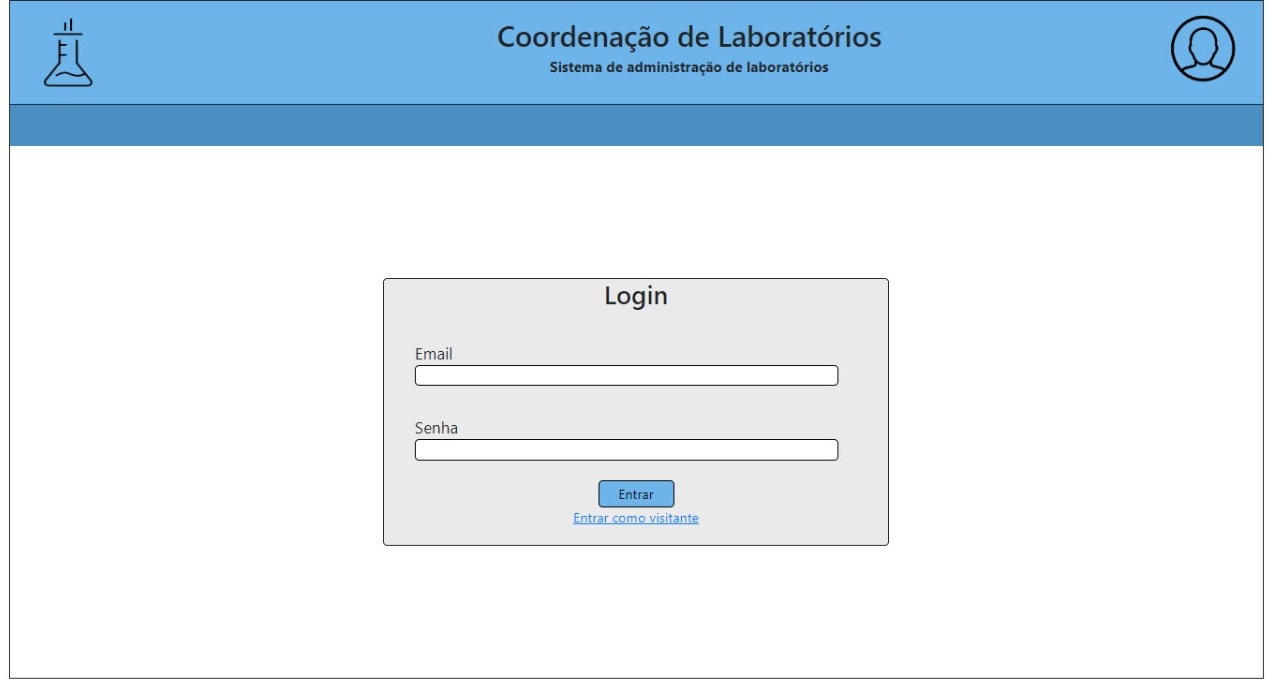 Coordenação de Laboratórios
Sistema de administração de laboratórios
Login
Email
Senha
Entrar
Entrar como visitante